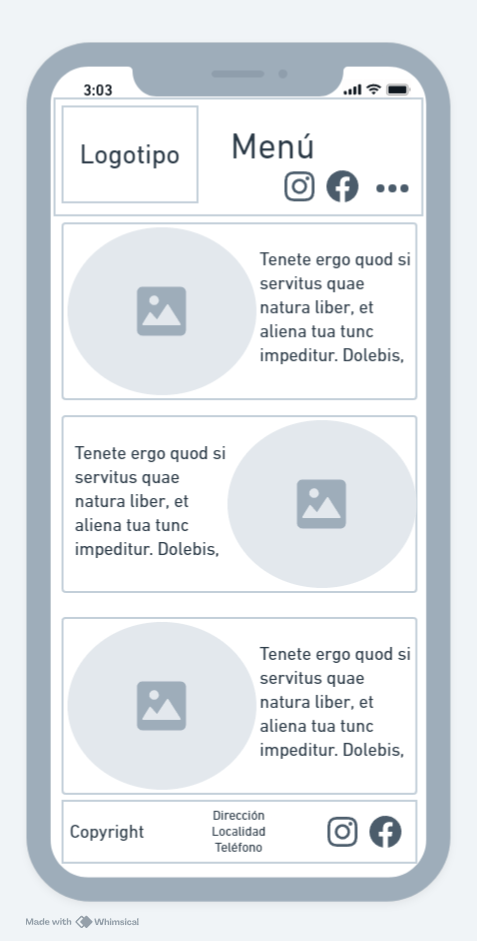 3:03
Logotipo
Menú
Tenete ergo quod si
servitus quae
natura liber, et
aliena tua tunc
impeditur. Dolebis,
Tenete ergo quod si
servitus quae
natura liber, et
aliena tua tunc
impeditur. Dolebis,
Tenete ergo quod si
servitus quae
natura liber, et
aliena tua tunc
impeditur. Dolebis,
Copyright
Dirección
Localidad
Teléfono
Made with Whimsical